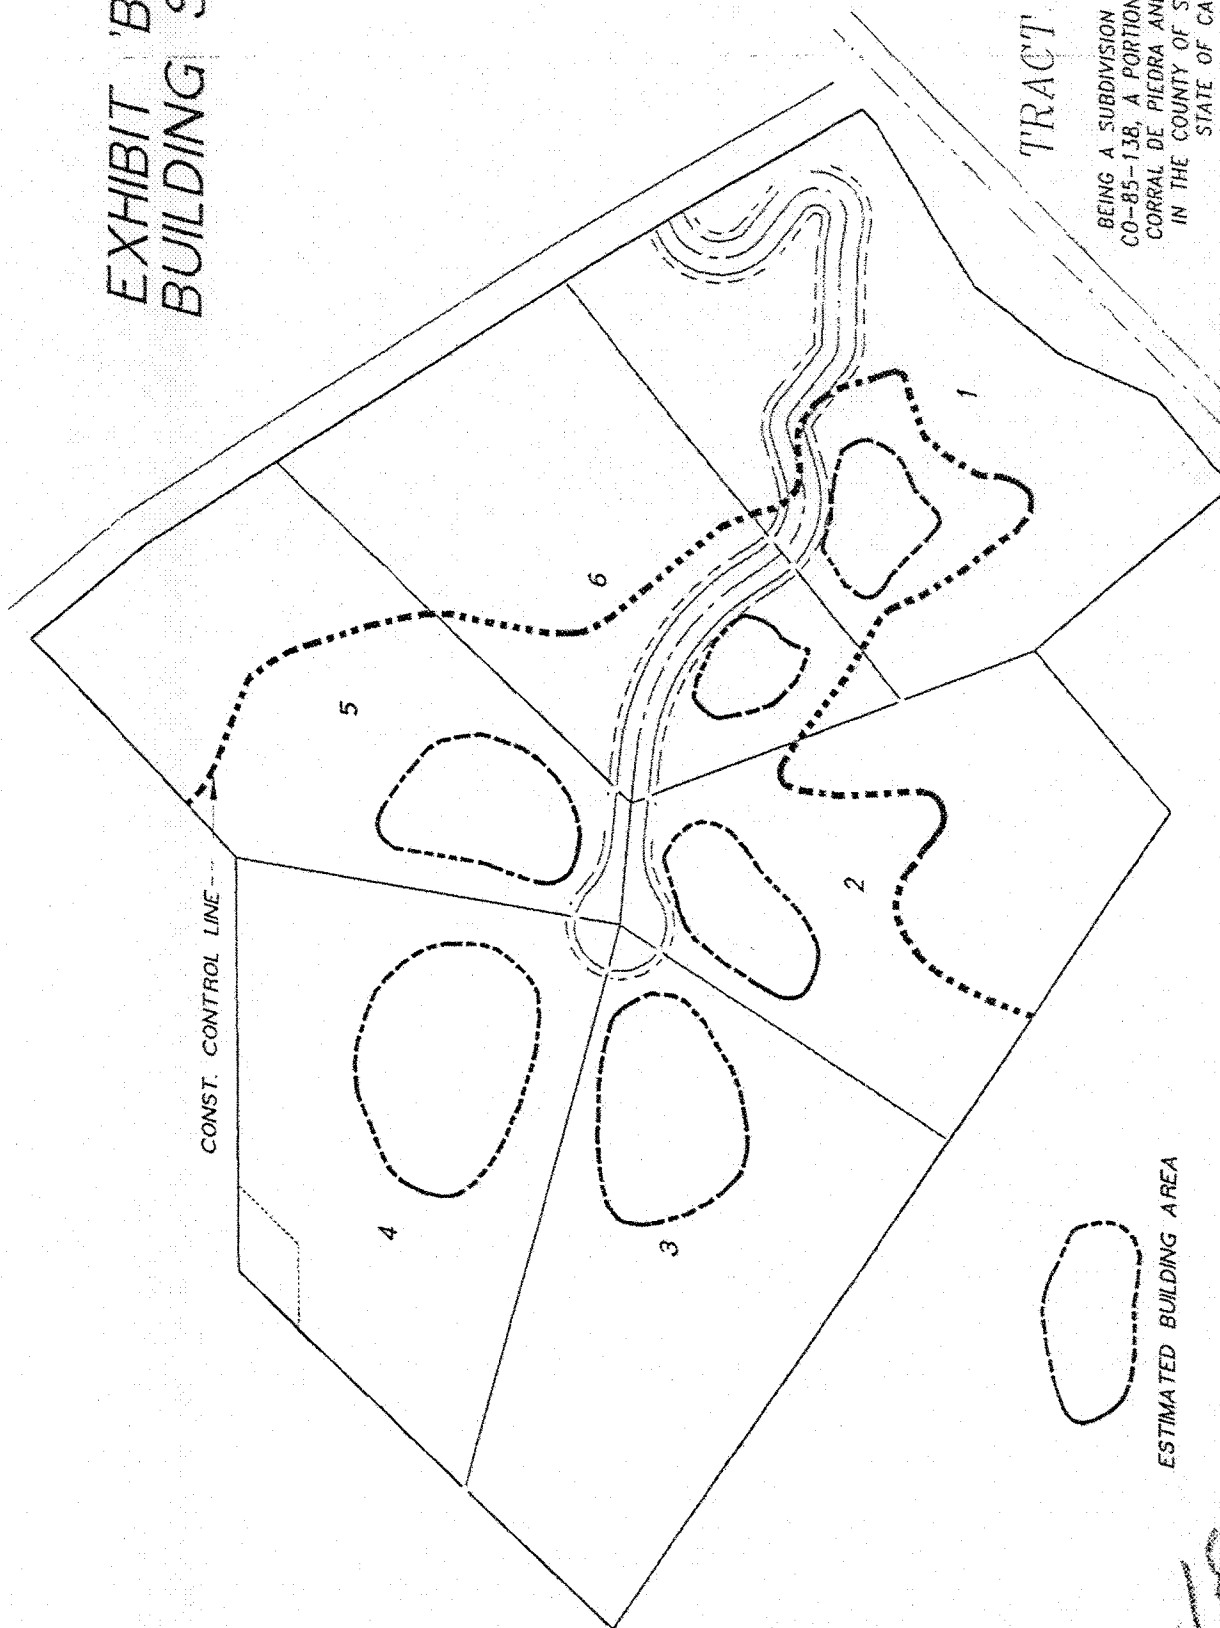 EXHIBIT 'B
BUILDING S
TRACT
BEING A SUBDIVISION
CO-85-138, A PORTION
CORRAL DE PIEDRA AND
IN THE COUNTY OF S
STATE OF CA
CONST. CONTROL LINE
1
2
3
4
5
6
ESTIMATED BUILDING AREA